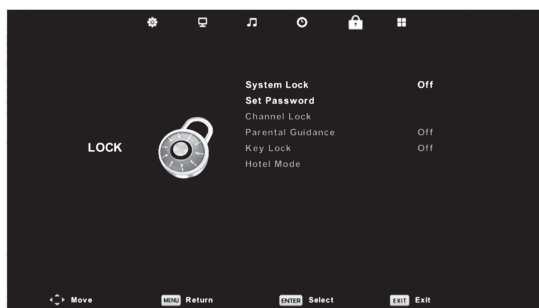 System Lock Off
Set Password
Channel Lock
Parental Guidance Off
LOCK
Key Lock Off
Hotel Mode
Move MENU Return ENTER Select EXIT Exit